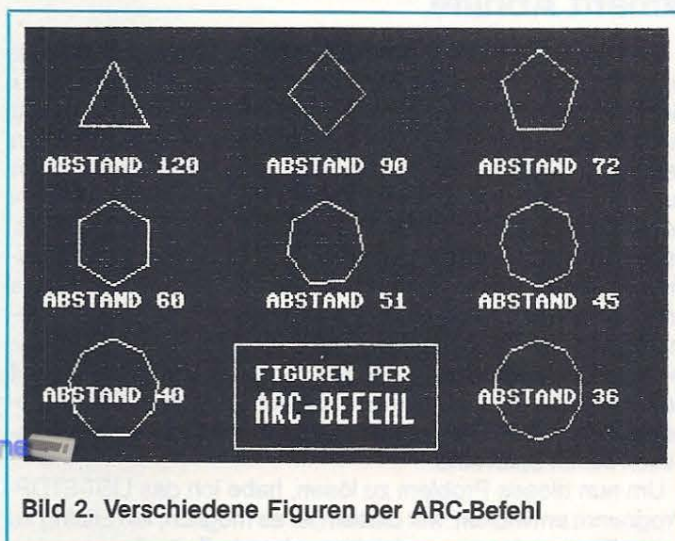 ABSTAND 120
ABSTAND 90
ABSTAND 72
ABSTAND 60
ABSTAND 51
ABSTAND 45
ABSTAND 40
FIGUREN PER
ARC-BEFEHL
ABSTAND 36
ne
Bild 2. Verschiedene Figuren per ARC-Befehl